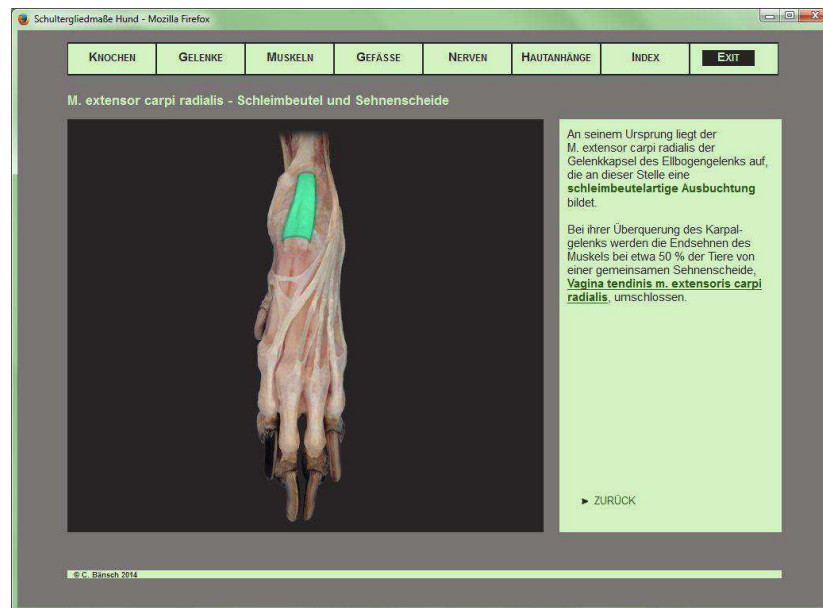 Schultergliedmaße Hund - Mozilla Firefox
KNOCHEN GELENKE MUSKELN GEFÄSSE NERVEN HAUTANHÄNGE INDEX EXIT
M. extensor carpi radialis - Schleimbeutel und Sehnenscheide
An seinem Ursprung liegt der
M. extensor carpi radialis der
Gelenkkapsel des Ellbogengelenks auf,
die an dieser Stelle eine
schleimbeutelartige Ausbuchtung
bildet.
Bei ihrer Überquerung des Karpal-
gelenks werden die Endsehnen des
Muskels bei etwa 50 % der Tiere von
einer gemeinsamen Sehnenscheide,
Vagina tendinis m. extensoris carpi
radialis, umschlossen.
► ZURÜCK
© C. Bänsch 2014